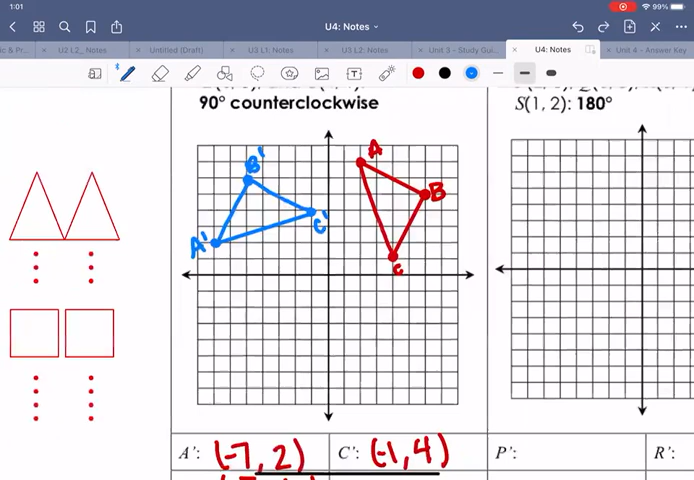 1:01
99%
U4: Notes
ic & Pr...
U2 L2_ Notes
Untitled (Draft)
U3 L1: Notes
U3 L2: Notes
Unit 3 - Study Gui...
U4: Notes
Unit 4 - Answer Key
90° counterclockwise
S(1, 2): 180°
A
B'
B
C'
A'
C
A': (-7, 2)
C': (-1, 4)
P':
R':